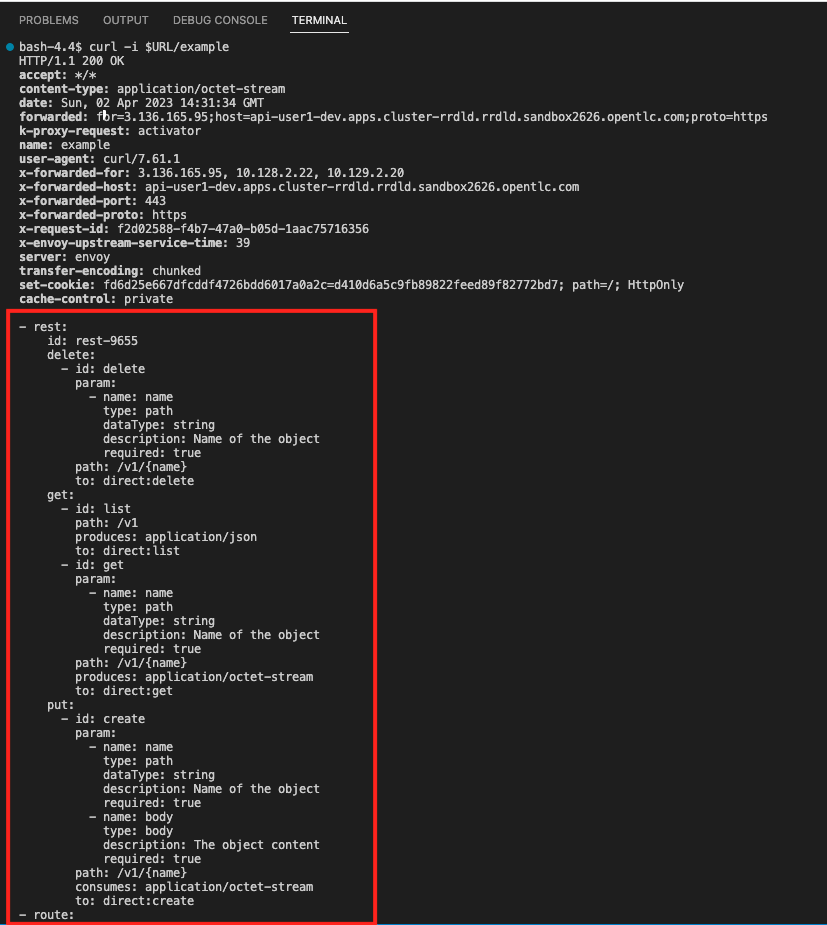 PROBLEMS OUTPUT DEBUG CONSOLE TERMINAL
bash-4.4$ curl -i $URL/example
HTTP/1.1 200 OK
accept: */*
content-type: application/octet-stream
date: Sun, 02 Apr 2023 14:31:34 GMT
forwarded: for=3.136.165.95;host=api-user1-dev.apps.cluster-rrdld.rrdld.sandbox2626.opentlc.com;proto=https
k-proxy-request: activator
name: example
user-agent: curl/7.61.1
x-forwarded-for: 3.136.165.95, 10.128.2.22, 10.129.2.20
x-forwarded-host: api-user1-dev.apps.cluster-rrdld.rrdld.sandbox2626.opentlc.com
x-forwarded-port: 443
x-forwarded-proto: https
x-request-id: f2d02588-f4b7-47a0-b05d-1aac75716356
x-envoy-upstream-service-time: 39
server: envoy
transfer-encoding: chunked
set-cookie: fd6d25e667dfcddf4726bdd6017a0a2c=d410d6a5c9fb89822feed89f82772bd7; path=/; HttpOnly
cache-control: private
- rest:
    id: rest-9655
    delete:
      - id: delete
        param:
          - name: name
            type: path
            dataType: string
            description: Name of the object
            required: true
        path: /v1/{name}
        to: direct:delete
    get:
      - id: list
        path: /v1
        produces: application/json
        to: direct:list
      - id: get
        param:
          - name: name
            type: path
            dataType: string
            description: Name of the object
            required: true
        path: /v1/{name}
        produces: application/octet-stream
        to: direct:get
    put:
      - id: create
        param:
          - name: name
            type: path
            dataType: string
            description: Name of the object
            required: true
          - name: body
            type: body
            description: The object content
            required: true
        path: /v1/{name}
        consumes: application/octet-stream
        to: direct:create
- route: